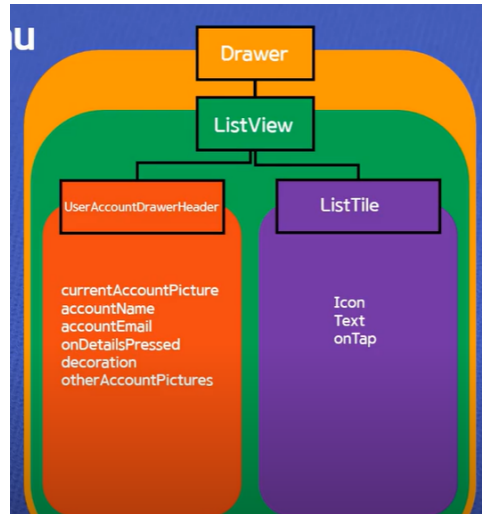 nu
Drawer
ListView
UserAccountDrawerHeader
ListTile
currentAccountPicture
accountName
accountEmail
onDetailsPressed
decoration
otherAccountPictures
Icon
Text
onTap